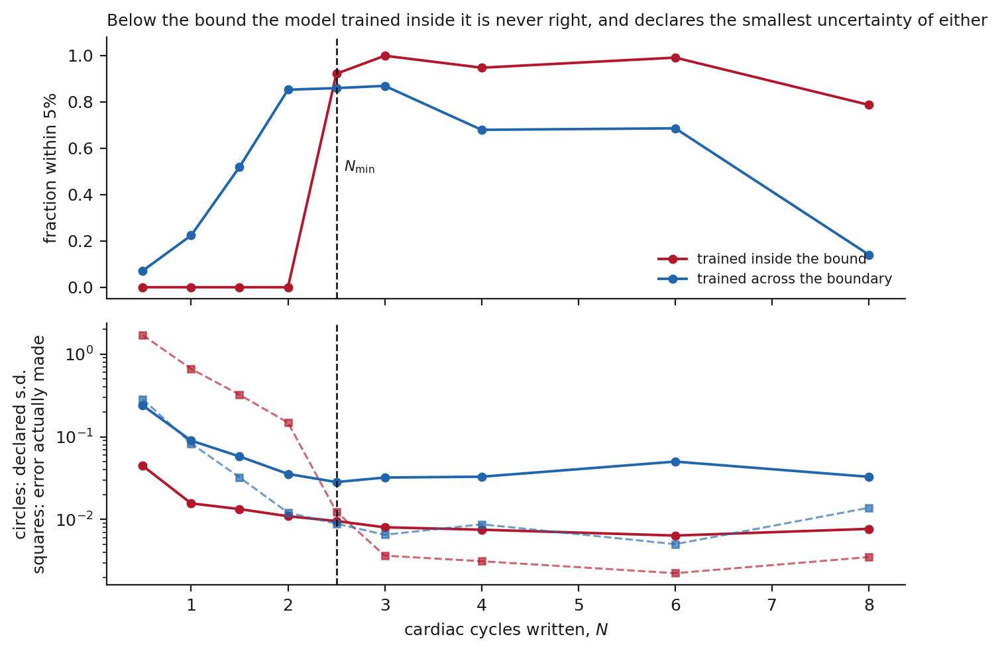 Below the bound the model trained inside it is never right, and declares the smallest uncertainty of either
fraction within 5%
1.0
0.8
0.6
0.4
0.2
0.0
N_min
trained inside the bound
trained across the boundary
circles: declared s.d.
squares: error actually made
10^0
10^-1
10^-2
1 2 3 4 5 6 7 8
cardiac cycles written, N